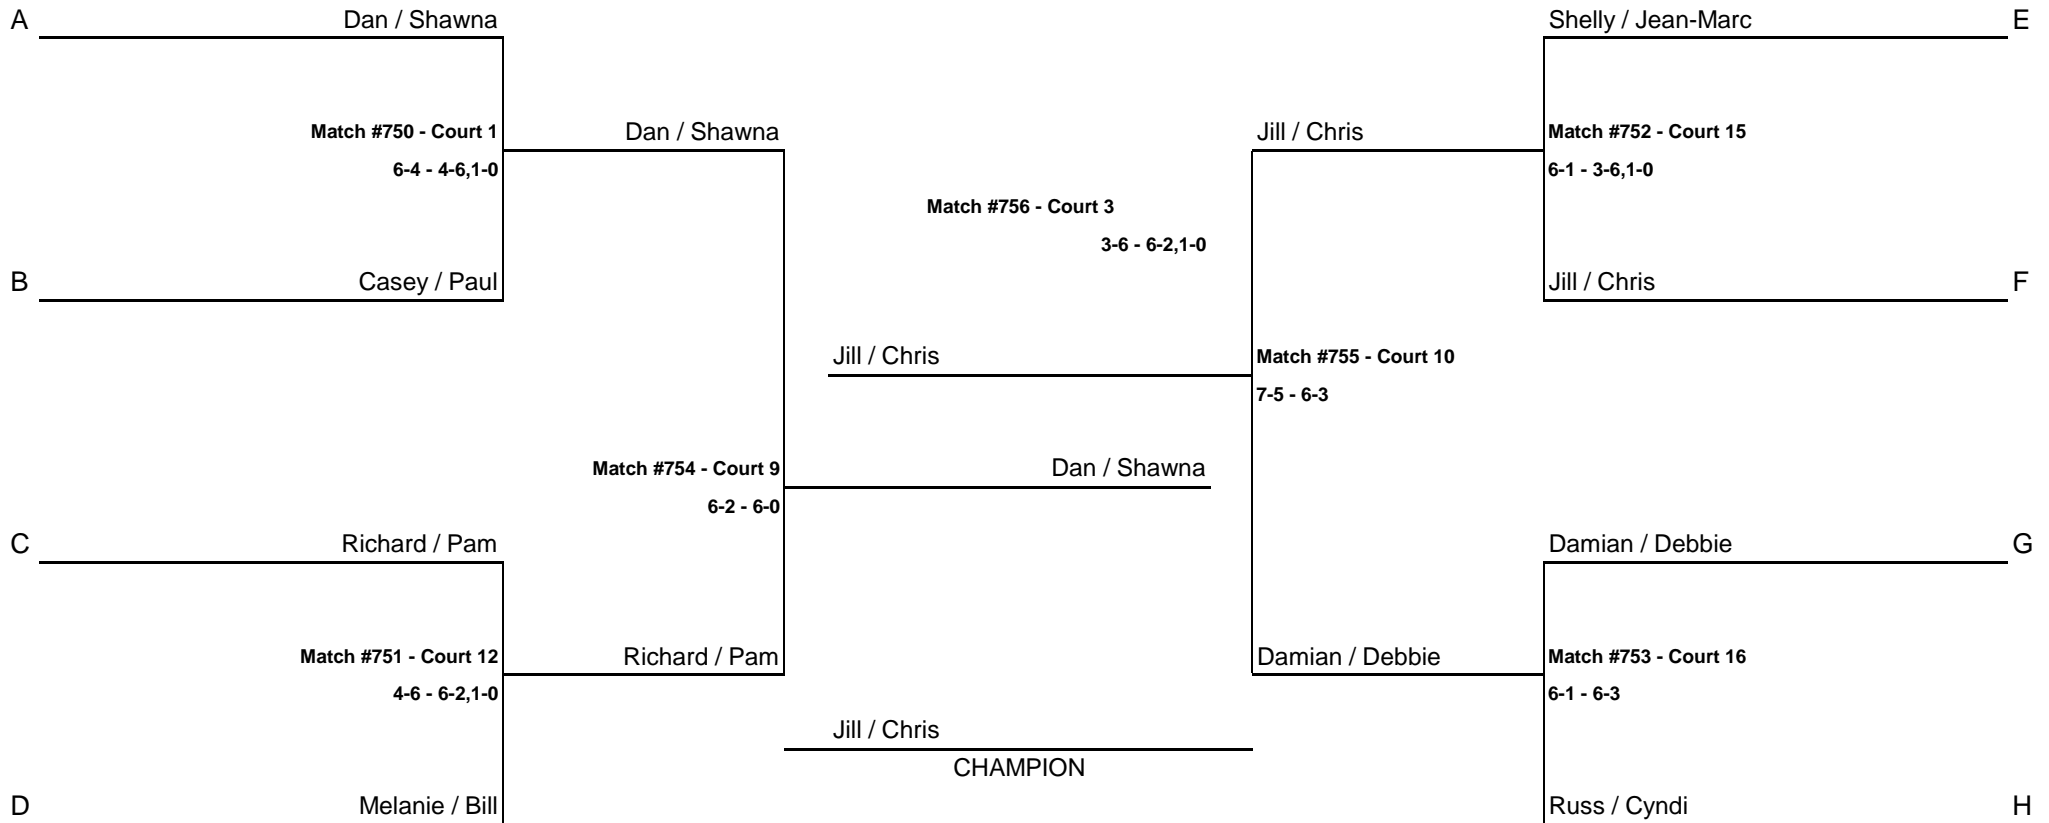 A
Dan / Shawna
Shelly / Jean-Marc
E
Match #750 - Court 1
Dan / Shawna
Jill / Chris
Match #752 - Court 15
6-4 - 4-6,1-0
6-1 - 3-6,1-0
Match #756 - Court 3
3-6 - 6-2,1-0
B
Casey / Paul
Jill / Chris
F
Jill / Chris
Match #755 - Court 10
7-5 - 6-3
Match #754 - Court 9
Dan / Shawna
6-2 - 6-0
C
Richard / Pam
Damian / Debbie
G
Match #751 - Court 12
Richard / Pam
Damian / Debbie
Match #753 - Court 16
4-6 - 6-2,1-0
6-1 - 6-3
Jill / Chris
CHAMPION
D
Melanie / Bill
Russ / Cyndi
H